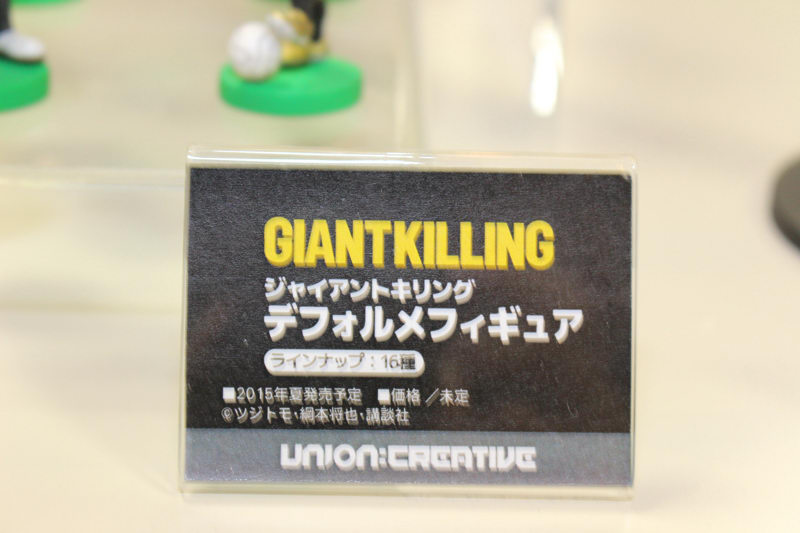 GIANT KILLING
ジャイアントキリング
デフォルメフィギュア
ラインナップ：16種
■2015年夏発売予定 ■価格／未定
©ツジトモ・綱本将也・講談社
UNION:CREATIVE